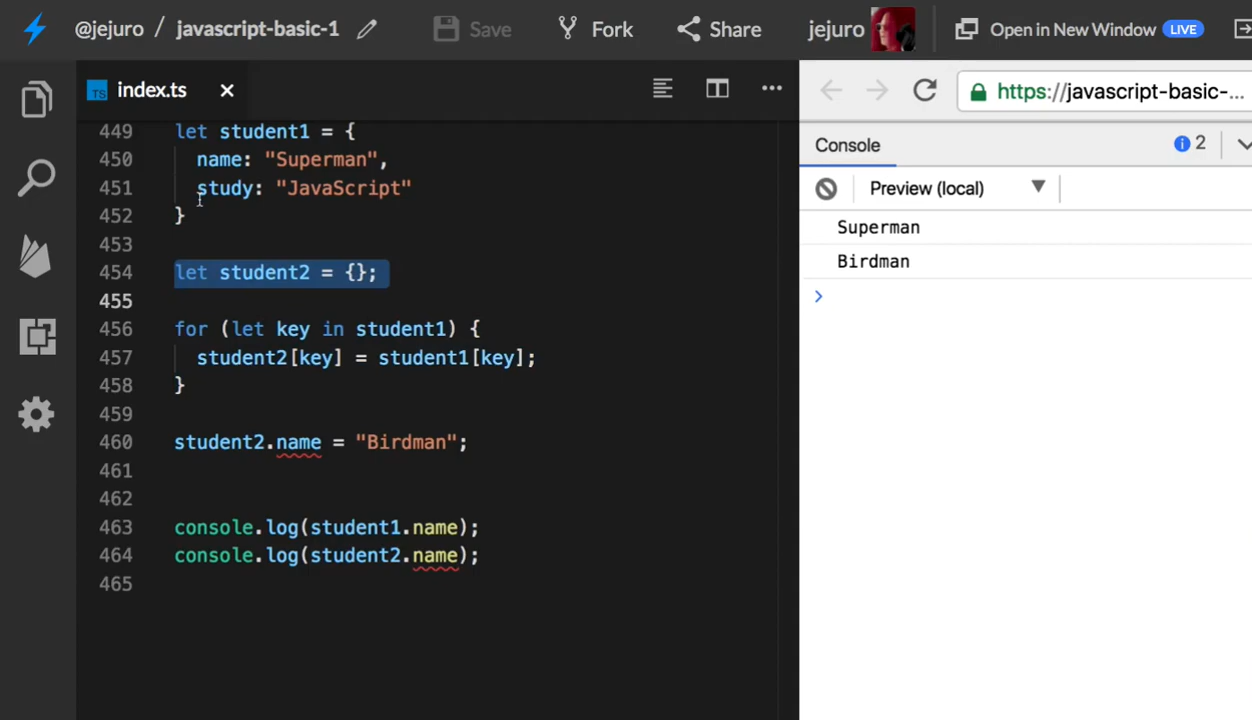 @jejuro / javascript-basic-1 Save Fork Share jejuro Open in New Window LIVE
TS index.ts × ... https://javascript-basic-...
Console 2
Preview (local)
Superman
Birdman
>
449 let student1 = {
450 name: "Superman",
451 study: "JavaScript"
452 }
453
454 let student2 = {};
455
456 for (let key in student1) {
457 student2[key] = student1[key];
458 }
459
460 student2.name = "Birdman";
461
462
463 console.log(student1.name);
464 console.log(student2.name);
465